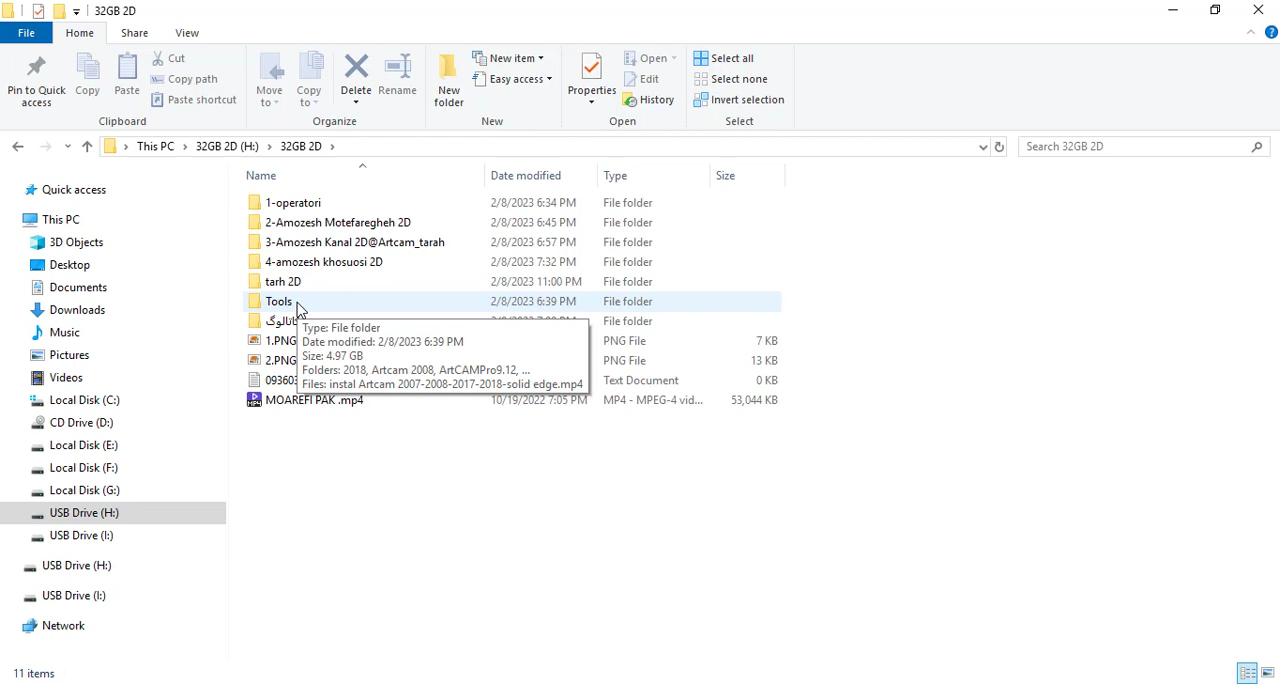 32GB 2D
File Home Share View
Pin to Quick access
Copy
Paste
Cut
Copy path
Paste shortcut
Clipboard
Move to
Copy to
Delete
Rename
Organize
New folder
New item
Easy access
New
Properties
Open
Edit
History
Open
Select all
Select none
Invert selection
Select
This PC › 32GB 2D (H:) › 32GB 2D ›
Search 32GB 2D
Quick access
This PC
3D Objects
Desktop
Documents
Downloads
Music
Pictures
Videos
Local Disk (C:)
CD Drive (D:)
Local Disk (E:)
Local Disk (F:)
Local Disk (G:)
USB Drive (H:)
USB Drive (I:)
USB Drive (H:)
USB Drive (I:)
Network
Name Date modified Type Size
1-operatori 2/8/2023 6:34 PM File folder
2-Amozesh Motefaregheh 2D 2/8/2023 6:45 PM File folder
3-Amozesh Kanal 2D@Artcam_tarah 2/8/2023 6:57 PM File folder
4-amozesh khosuosi 2D 2/8/2023 7:32 PM File folder
tarh 2D 2/8/2023 11:00 PM File folder
Tools 2/8/2023 6:39 PM File folder
File folder
1.PNG PNG File 7 KB
2.PNG PNG File 13 KB
09360 Text Document 0 KB
MOAREFI PAK .mp4 10/19/2022 7:05 PM MP4 - MPEG-4 vid... 53,044 KB
Type: File folder
Date modified: 2/8/2023 6:39 PM
Size: 4.97 GB
Folders: 2018, Artcam 2008, ArtCAMPro9.12, ...
Files: instal Artcam 2007-2008-2017-2018-solid edge.mp4
11 items